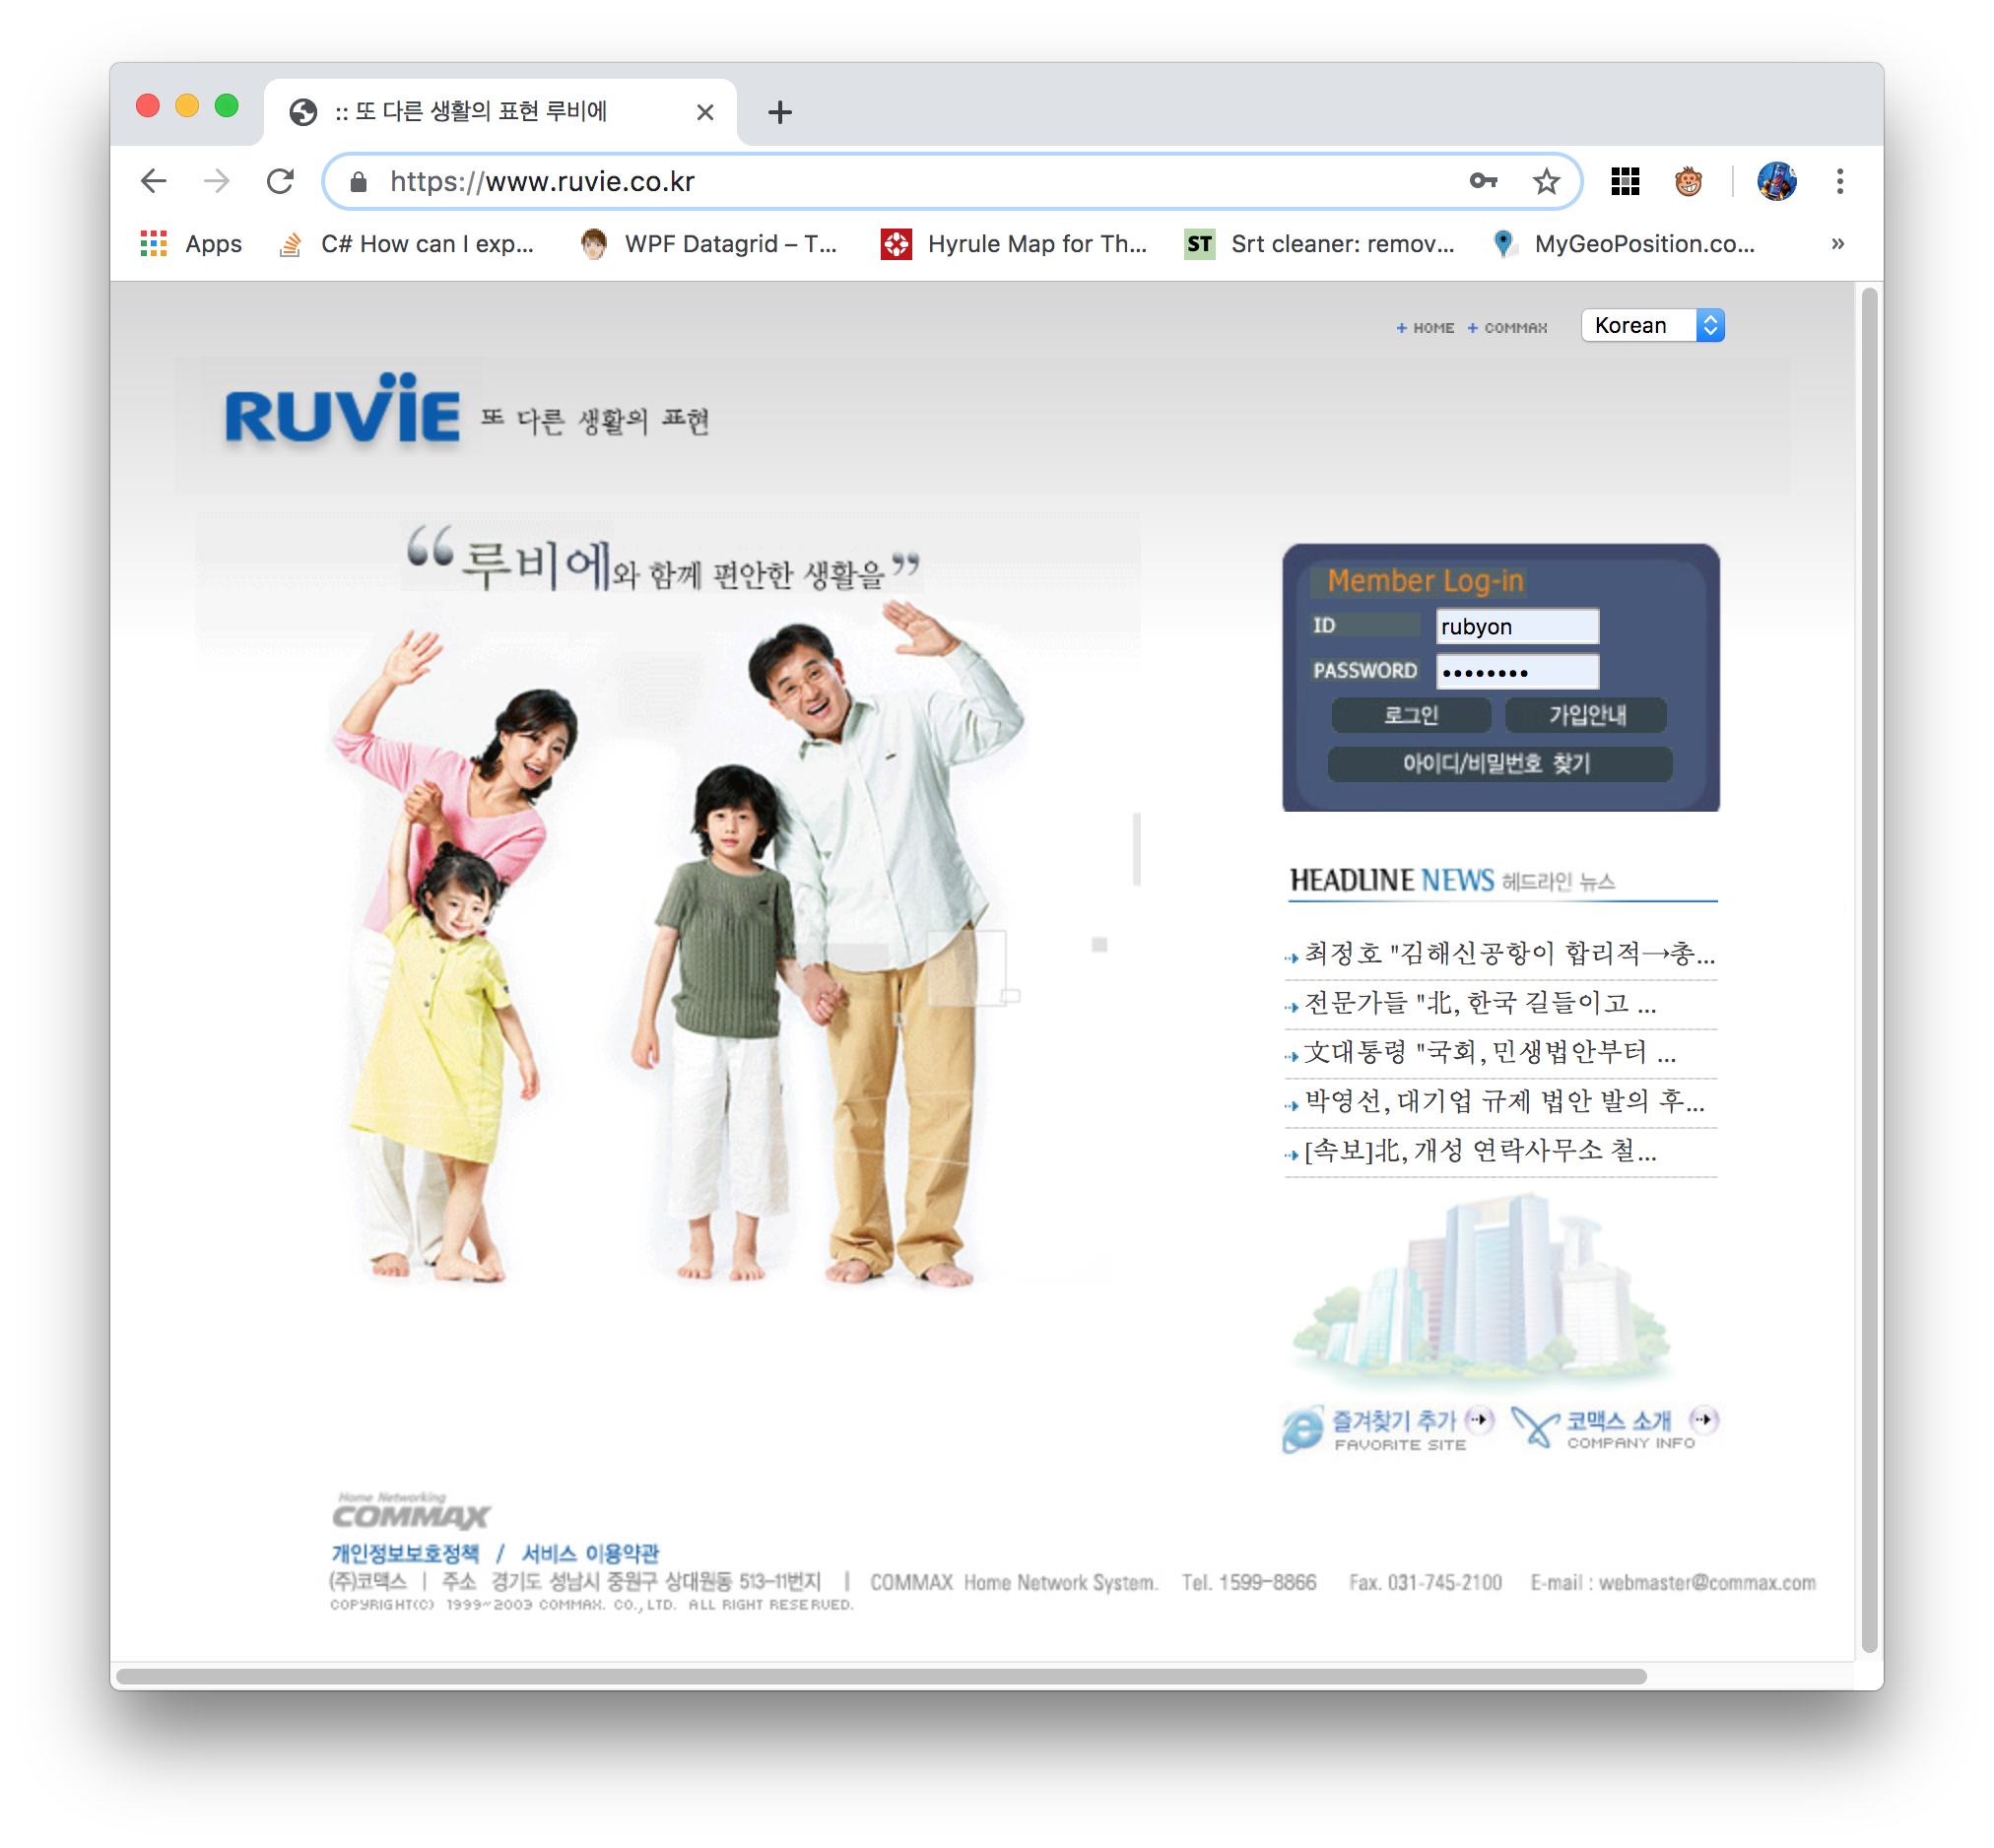 :: 또 다른 생활의 표현 루비에
https://www.ruvie.co.kr
Apps
C# How can I exp...
WPF Datagrid – T...
Hyrule Map for Th...
ST Srt cleaner: remov...
MyGeoPosition.co...
»
+ HOME + COMMAX
Korean
RUVïE 또 다른 생활의 표현
“루비에와 함께 편안한 생활을”
Member Log-in
ID rubyon
PASSWORD ••••••••
로그인 가입안내
아이디/비밀번호 찾기
HEADLINE NEWS 헤드라인 뉴스
최정호 "김해신공항이 합리적→총...
전문가들 "北, 한국 길들이고 ...
文대통령 "국회, 민생법안부터 ...
박영선, 대기업 규제 법안 발의 후...
[속보]北, 개성 연락사무소 철...
즐겨찾기 추가 코맥스 소개
FAVORITE SITE COMPANY INFO
Home Networking
COMMAX
개인정보보호정책 / 서비스 이용약관
(주)코맥스 | 주소 경기도 성남시 중원구 상대원동 513-11번지 | COMMAX Home Network System. Tel. 1599-8866 Fax. 031-745-2100 E-mail : webmaster@commax.com
COPYRIGHT(C) 1999~2003 COMMAX. CO., LTD. ALL RIGHT RESERVED.